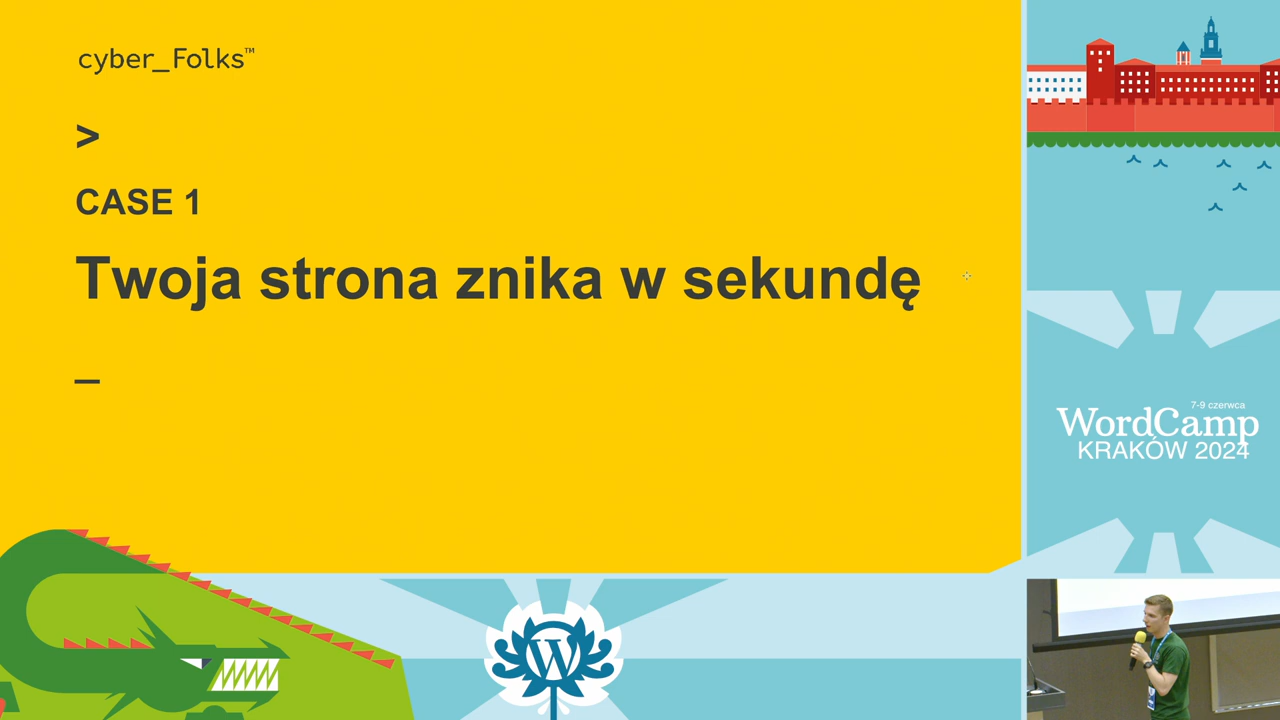 cyber_Folks™
>
CASE 1
Twoja strona znika w sekundę
_
7-9 czerwca
WordCamp
KRAKÓW 2024
W